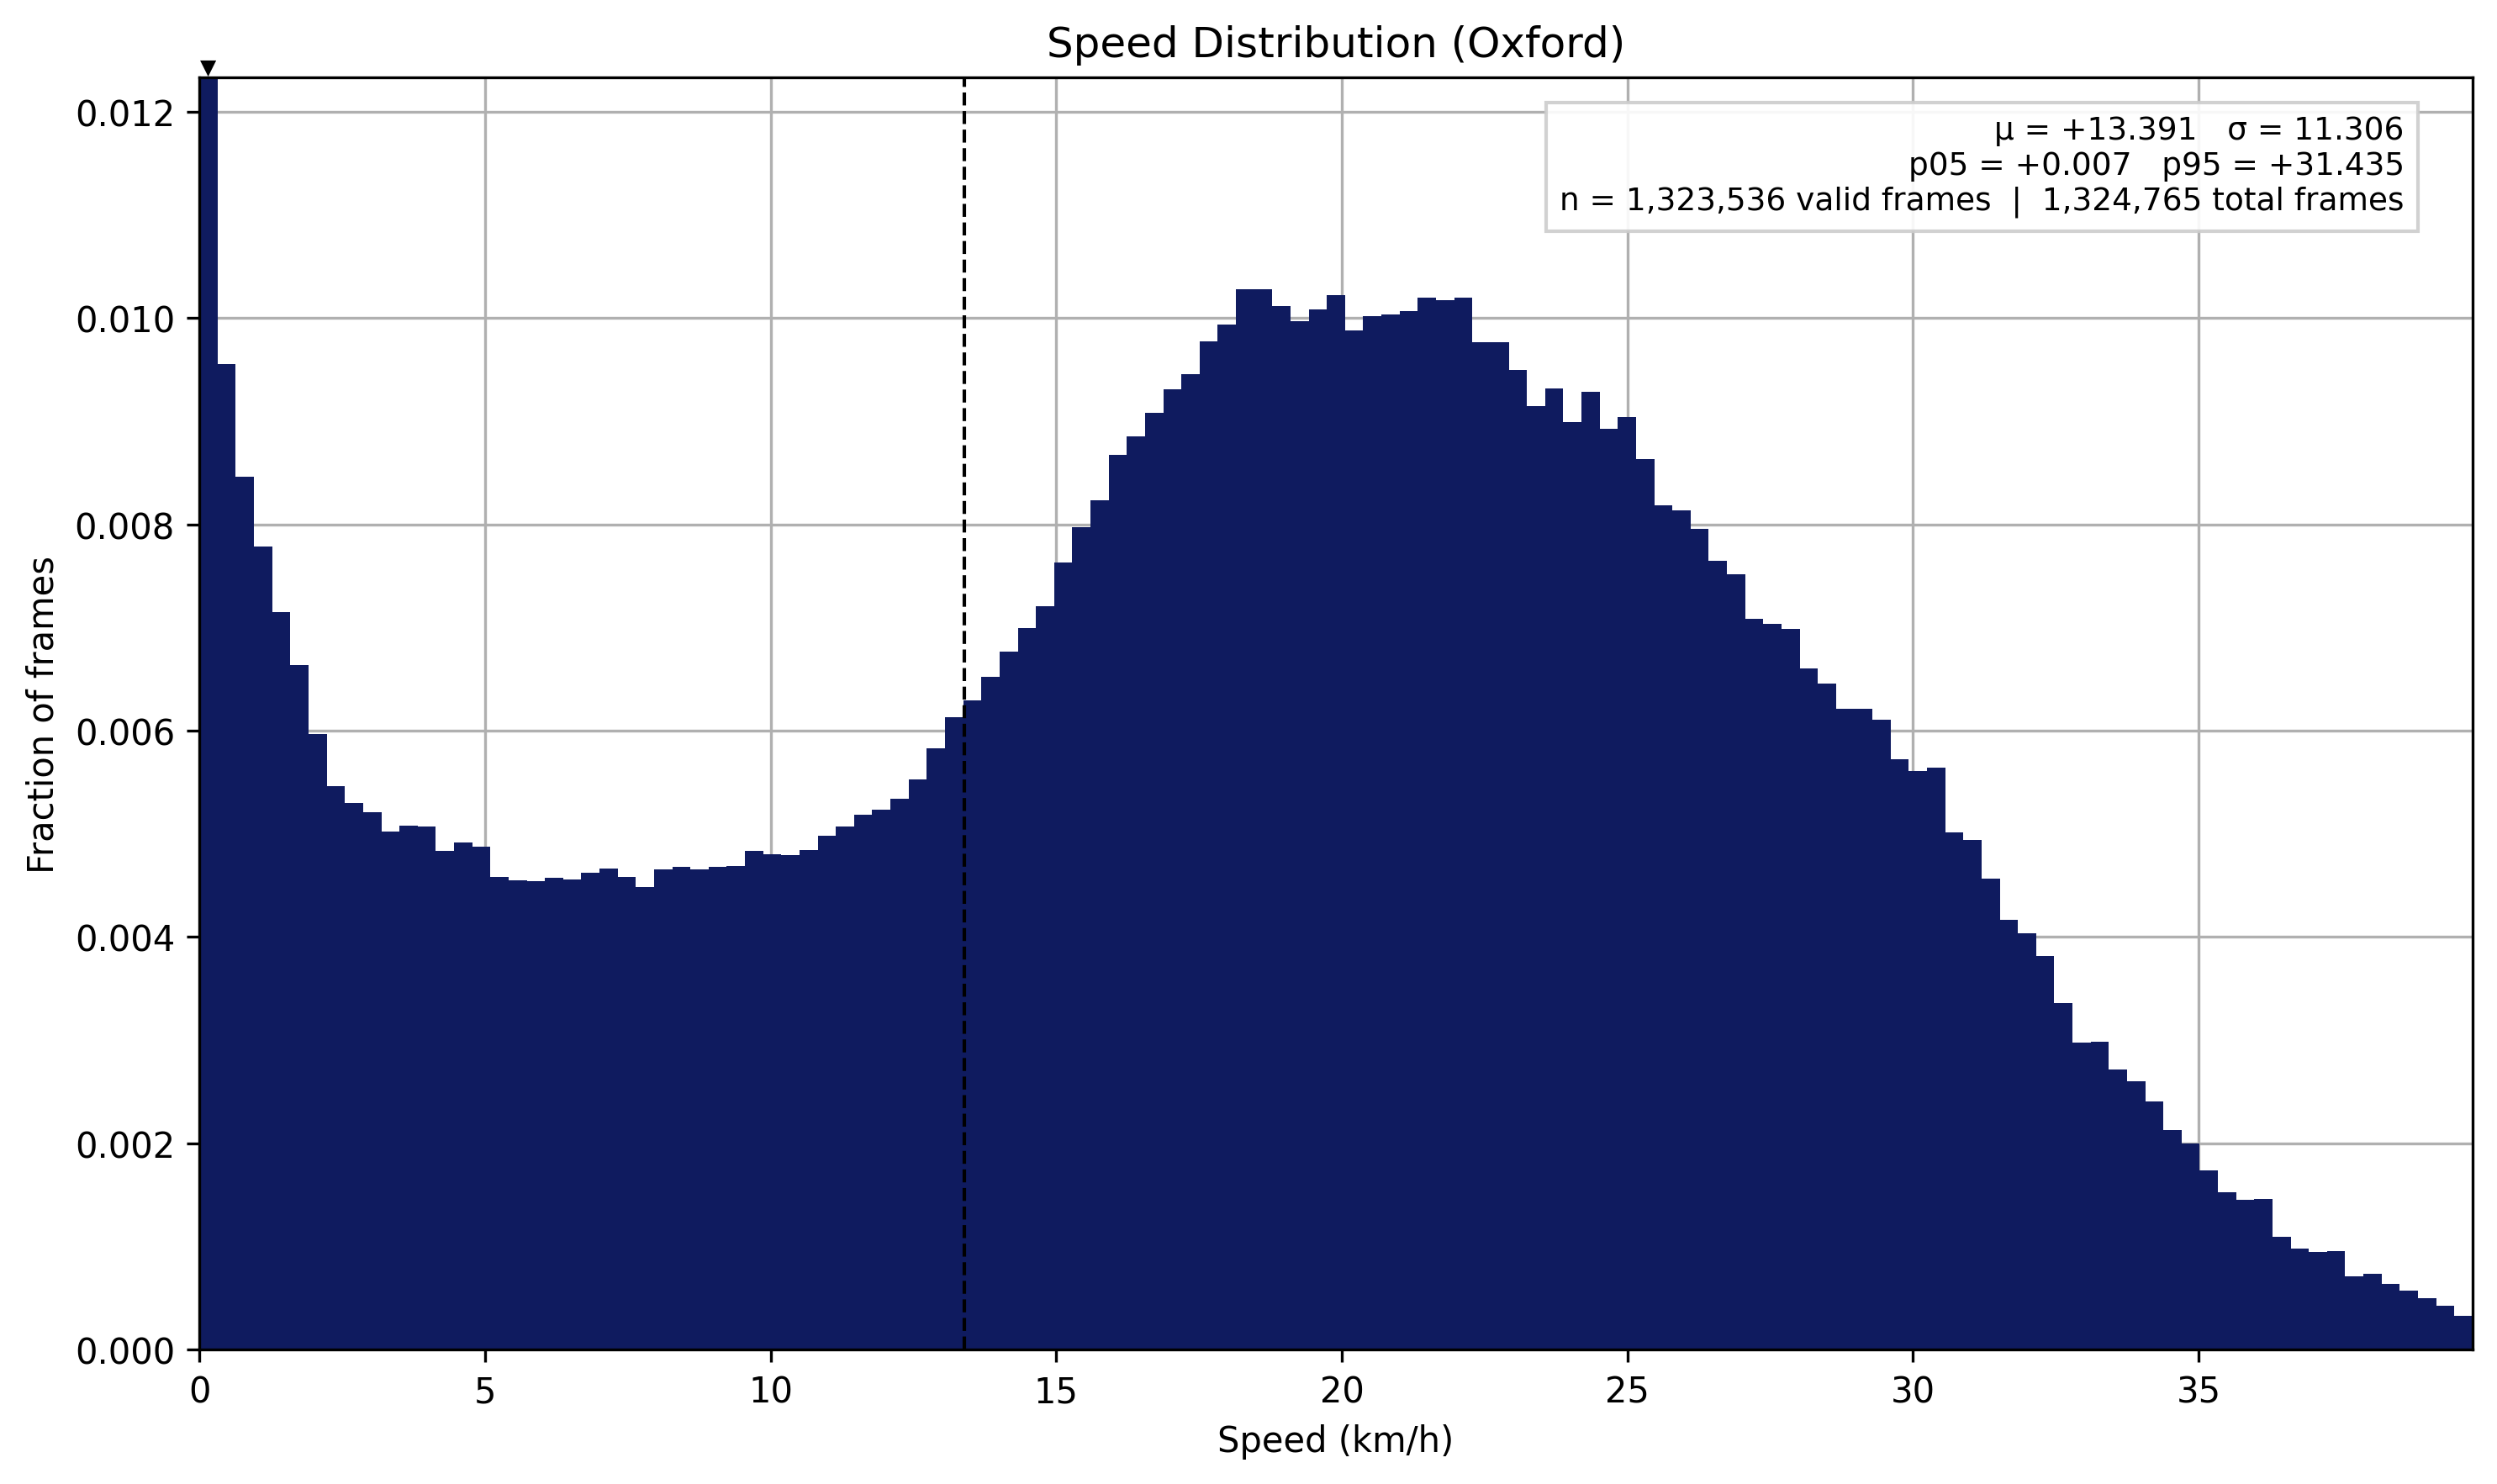 Speed Distribution (Oxford)
μ = +13.391   σ = 11.306
p05 = +0.007   p95 = +31.435
n = 1,323,536 valid frames  |  1,324,765 total frames
Fraction of frames
0.012
0.010
0.008
0.006
0.004
0.002
0.000
0 5 10 15 20 25 30 35
Speed (km/h)